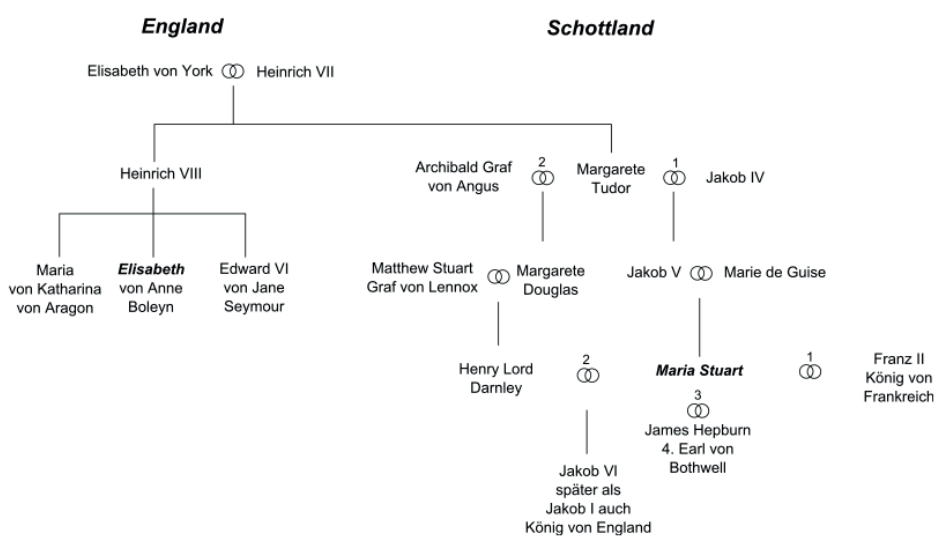 England
Schottland
Elisabeth von York
Heinrich VII
Heinrich VIII
Archibald Graf
von Angus
2
Margarete
Tudor
1
Jakob IV
Maria
von Katharina
von Aragon
Elisabeth
von Anne
Boleyn
Edward VI
von Jane
Seymour
Matthew Stuart
Graf von Lennox
Margarete
Douglas
Jakob V
Marie de Guise
Henry Lord
Darnley
2
Maria Stuart
1
Franz II
König von
Frankreich
3
James Hepburn
4. Earl von
Bothwell
Jakob VI
später als
Jakob I auch
König von England